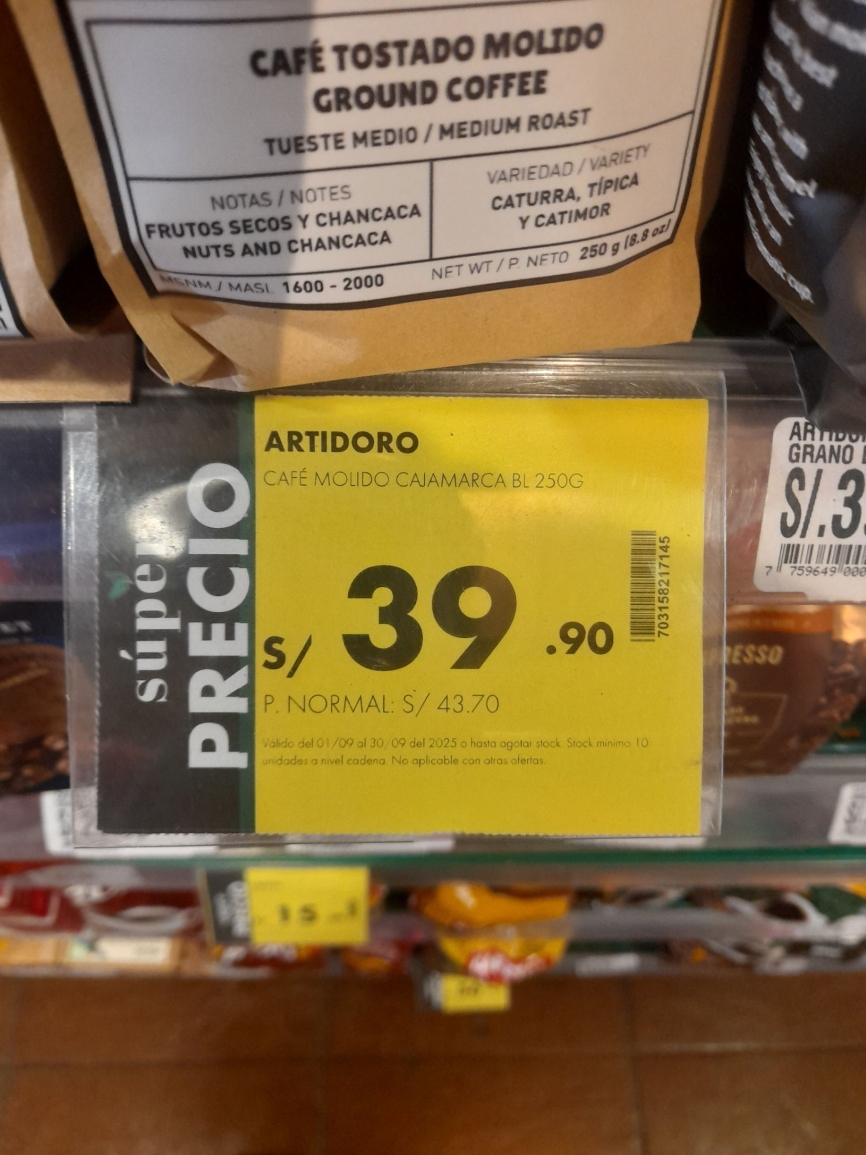 CAFÉ TOSTADO MOLIDO
GROUND COFFEE
TUESTE MEDIO / MEDIUM ROAST
NOTAS / NOTES
FRUTOS SECOS Y CHANCACA
NUTS AND CHANCACA
VARIEDAD / VARIETY
CATURRA, TÍPICA
Y CATIMOR
MSNM / MASL 1600 - 2000
NET WT / P. NETO 250 g (8.8 oz)
súper
PRECIO
ARTIDORO
CAFÉ MOLIDO CAJAMARCA BL 250G
S/ 39.90
703158217145
P. NORMAL: S/ 43.70
Válido del 01/09 al 30/09 del 2025 o hasta agotar stock. Stock mínimo 10
unidades a nivel cadena. No aplicable con otras ofertas.
GRANO
S/.3
7 759649 000
15